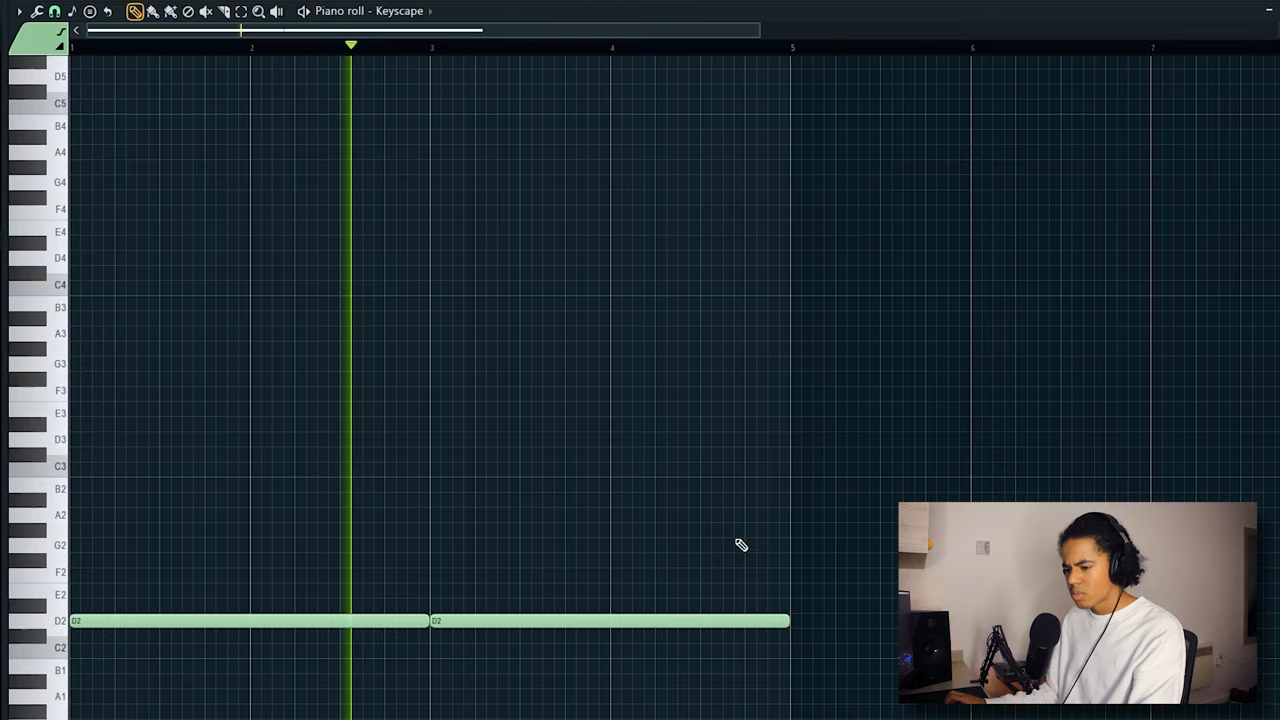 Piano roll - Keyscape
1 2 3 4 5 6 7
D5
C5
B4
A4
G4
F4
E4
D4
C4
B3
A3
G3
F3
E3
D3
C3
B2
A2
G2
F2
E2
D2 D2 D2
C2
B1
A1